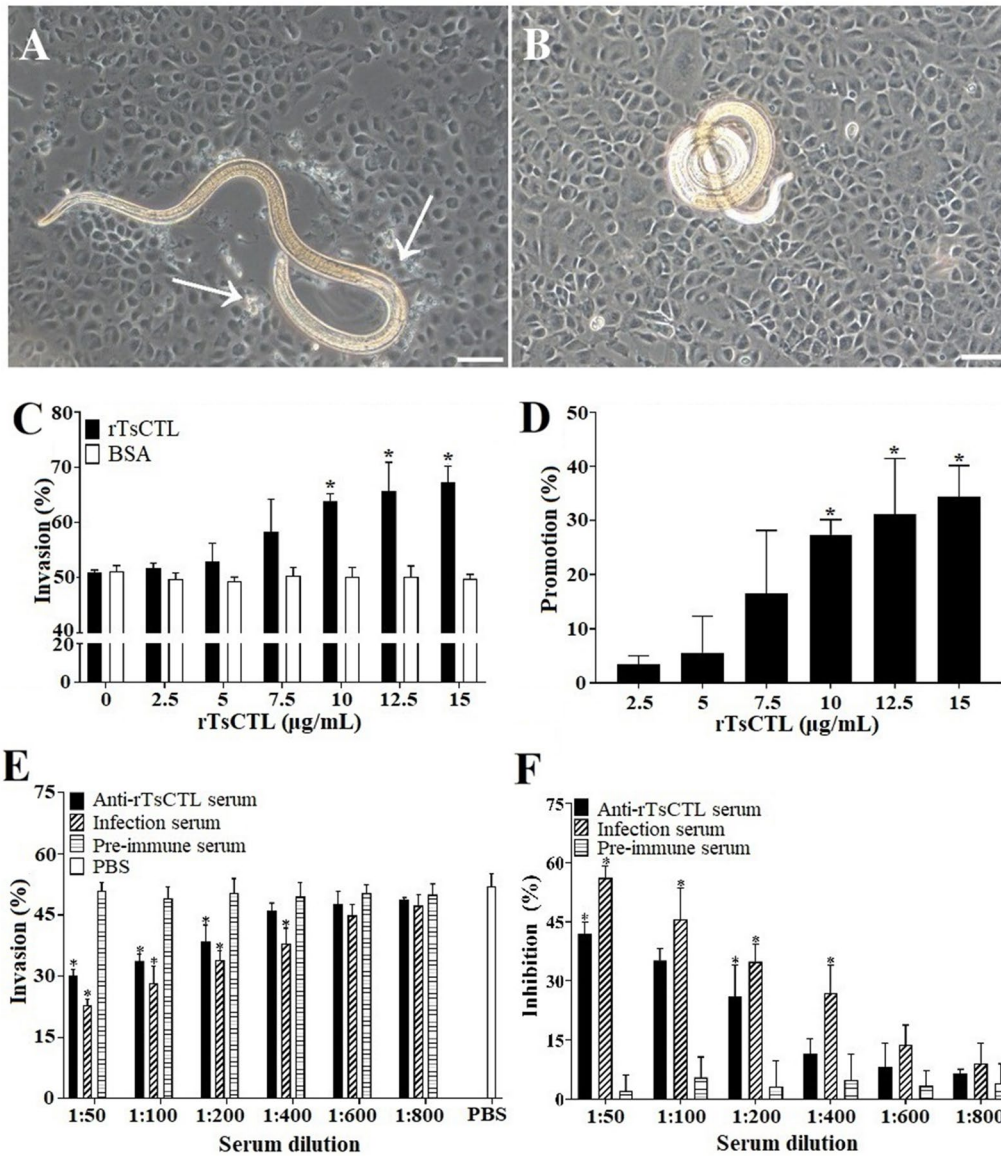 A
B
C
80
70
60
50
40
20
0
Invasion (%)
rTsCTL
BSA
*
*
*
0 2.5 5 7.5 10 12.5 15
rTsCTL (μg/mL)
D
40
30
20
10
0
Promotion (%)
*
*
*
2.5 5 7.5 10 12.5 15
rTsCTL (μg/mL)
E
75
60
45
30
15
0
Invasion (%)
Anti-rTsCTL serum
Infection serum
Pre-immune serum
PBS
*
*
*
*
*
*
*
1:50 1:100 1:200 1:400 1:600 1:800 PBS
Serum dilution
F
75
60
45
30
15
0
Inhibition (%)
Anti-rTsCTL serum
Infection serum
Pre-immune serum
*
*
*
*
*
*
1:50 1:100 1:200 1:400 1:600 1:800
Serum dilution